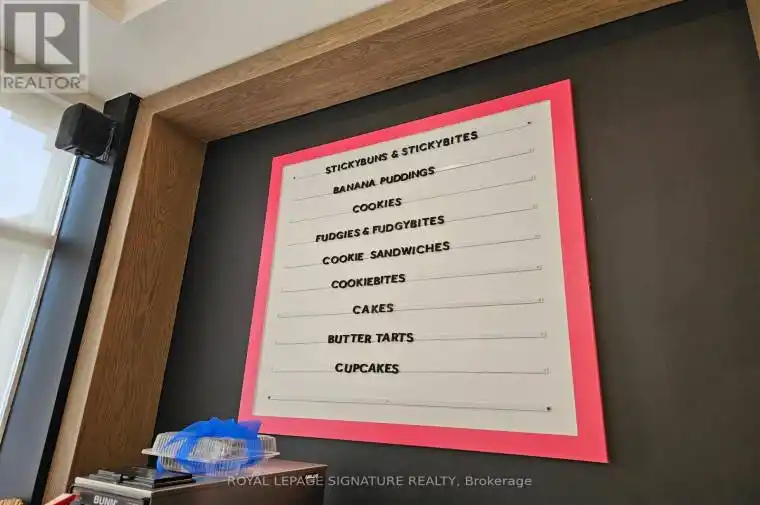 R
REALTOR
STICKYBUNS & STICKYBITES
BANANA PUDDINGS
COOKIES
FUDGIES & FUDGYBITES
COOKIE SANDWICHES
COOKIEBITES
CAKES
BUTTER TARTS
CUPCAKES
BUNN
ROYAL LEPAGE SIGNATURE REALTY, Brokerage